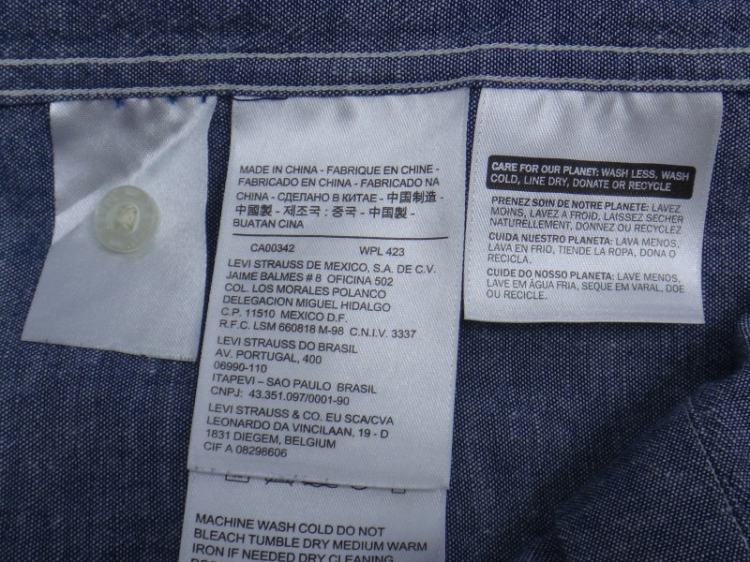 MADE IN CHINA - FABRIQUE EN CHINE -
FABRICADO EN CHINA - FABRICADO NA
CHINA - СДЕЛАНО В КИТАЕ - 中国制造 -
中國製 - 제조국 : 중국 - 中国製 -
BUATAN CINA
CA00342 WPL 423
LEVI STRAUSS DE MEXICO, S.A. DE C.V.
JAIME BALMES # 8 OFICINA 502
COL. LOS MORALES POLANCO
DELEGACION MIGUEL HIDALGO
C.P. 11510 MEXICO D.F.
R.F.C. LSM 660818 M-98 C.N.I.V. 3337
LEVI STRAUSS DO BRASIL
AV. PORTUGAL, 400
06990-110
ITAPEVI – SAO PAULO BRASIL
CNPJ: 43.351.097/0001-90
LEVI STRAUSS & CO. EU SCA/CVA
LEONARDO DA VINCILAAN, 19 - D
1831 DIEGEM, BELGIUM
CIF A 08298606
MACHINE WASH COLD DO NOT
BLEACH TUMBLE DRY MEDIUM WARM
IRON IF NEEDED DRY CLEANING
CARE FOR OUR PLANET: WASH LESS, WASH
COLD, LINE DRY, DONATE OR RECYCLE
PRENEZ SOIN DE NOTRE PLANETE: LAVEZ
MOINS, LAVEZ A FROID, LAISSEZ SECHER
NATURELLEMENT, DONNEZ OU RECYCLEZ
CUIDA NUESTRO PLANETA: LAVA MENOS,
LAVA EN FRIO, TIENDE LA ROPA, DONA O
RECICLA.
CUIDE DO NOSSO PLANETA: LAVE MENOS,
LAVE EM ÁGUA FRIA, SEQUE EM VARAL, DOE
OU RECICLE.